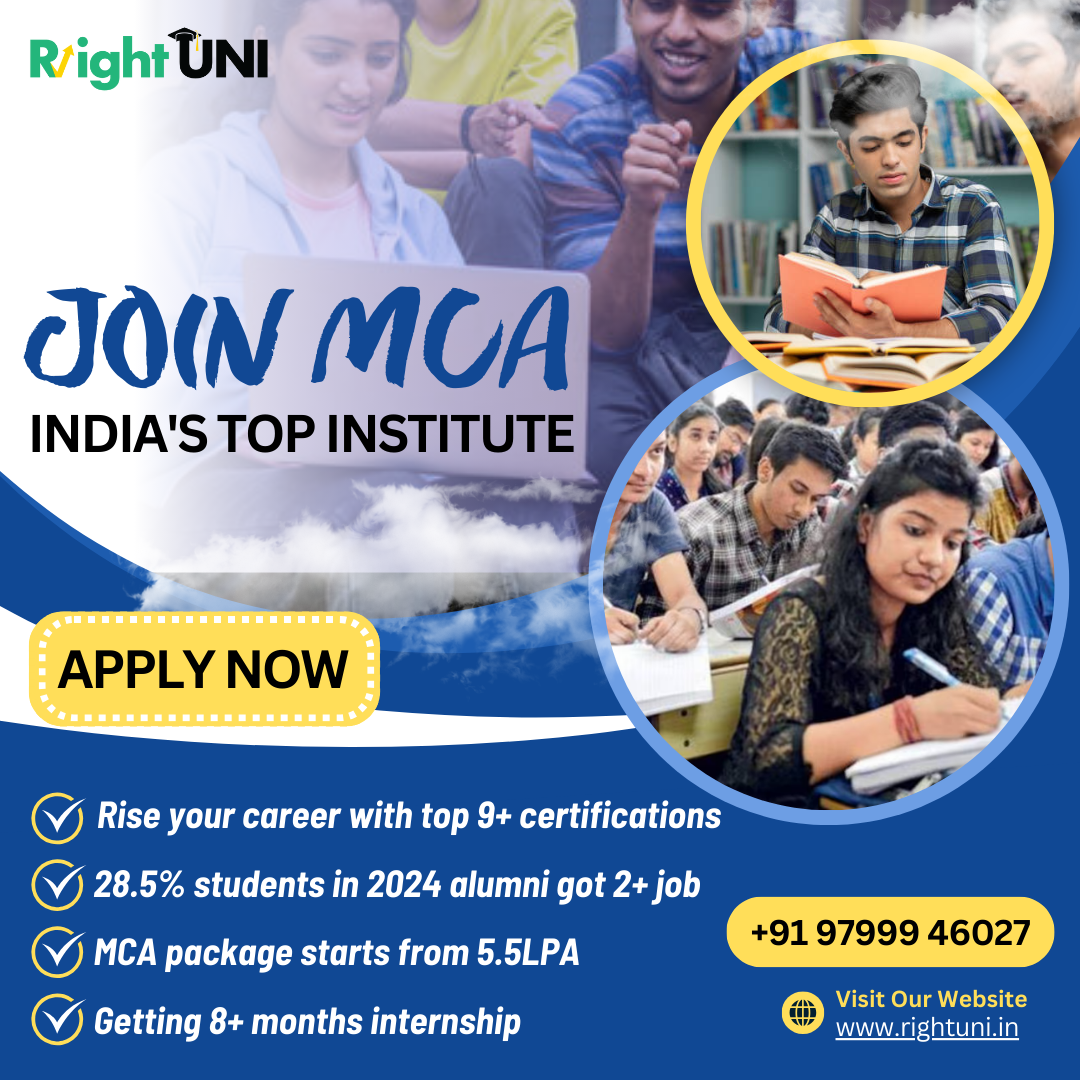 Right UNI
JOIN MCA
INDIA'S TOP INSTITUTE
APPLY NOW
Rise your career with top 9+ certifications
28.5% students in 2024 alumni got 2+ job
MCA package starts from 5.5LPA
Getting 8+ months internship
+91 97999 46027
Visit Our Website
www.rightuni.in